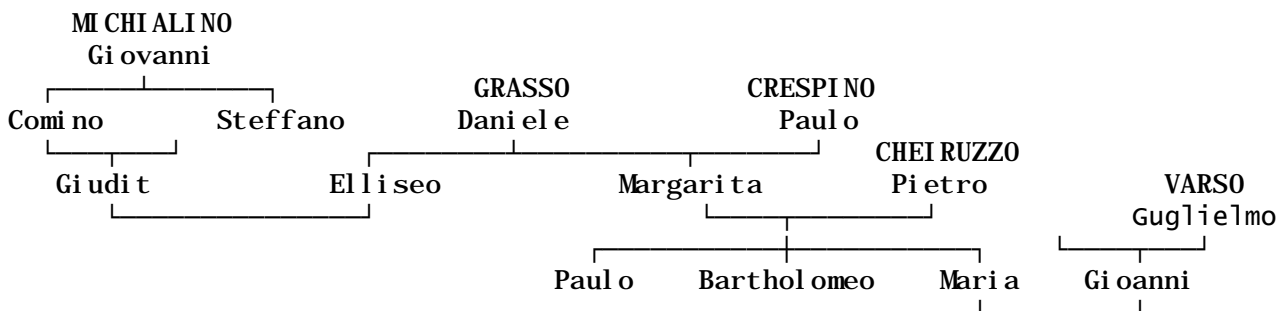 MICHIALINO
Giovanni
GRASSO CRESPINO
Comino Steffano Daniele Paulo
CHEIRUZZO
Giudit Elliseo Margarita Pietro VARSO
Guglielmo
Paulo Bartholomeo Maria Gioanni